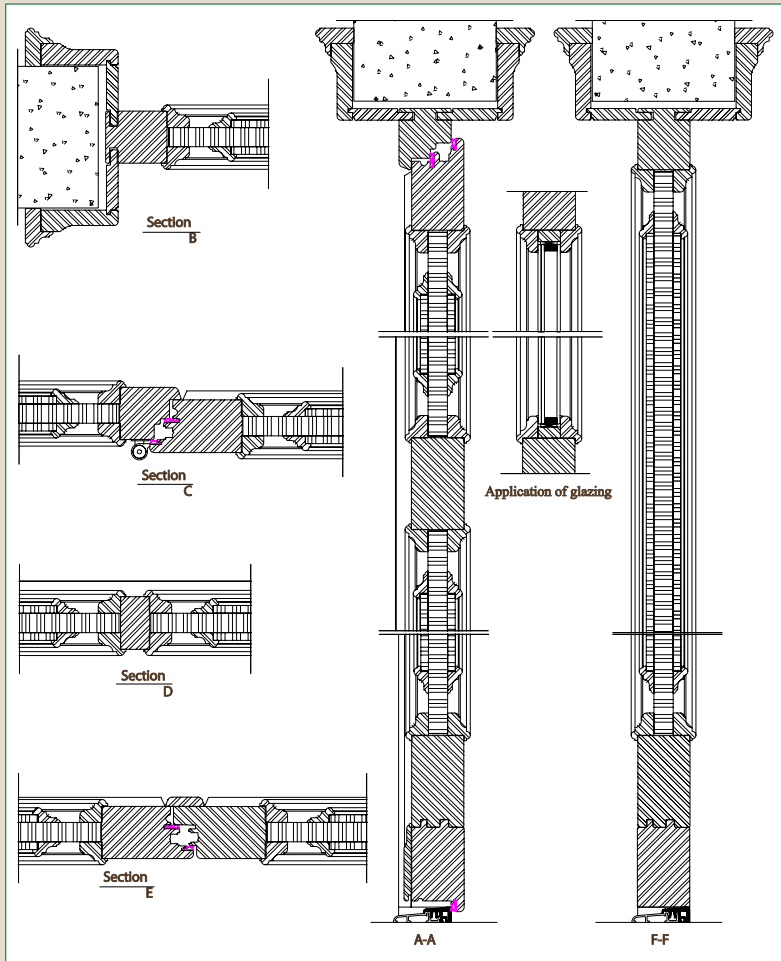 Section
B
Section
C
Application of glazing
Section
D
Section
E
A-A
F-F